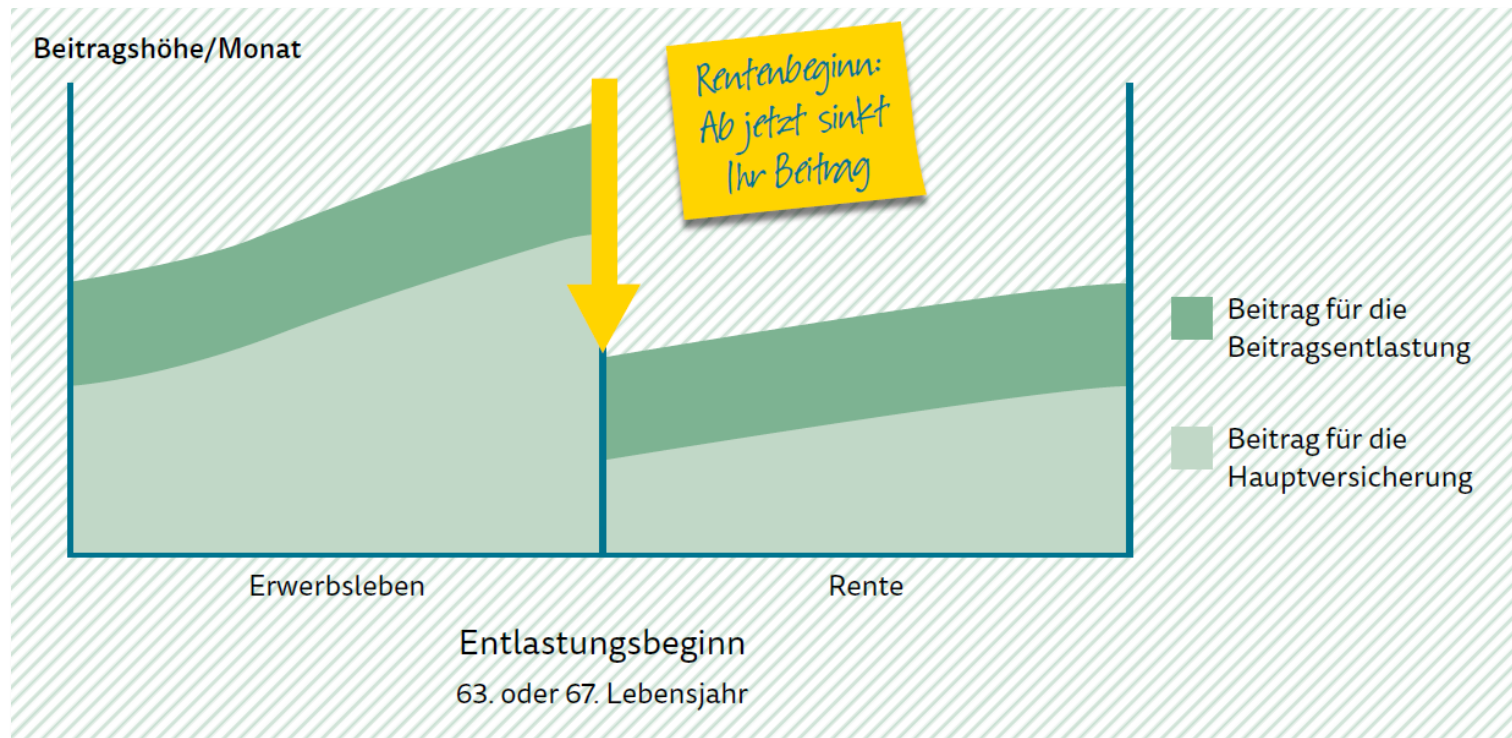 Beitragshöhe/Monat
Rentenbeginn:
Ab jetzt sinkt
Ihr Beitrag
Beitrag für die
Beitragsentlastung
Beitrag für die
Hauptversicherung
Erwerbsleben
Rente
Entlastungsbeginn
63. oder 67. Lebensjahr